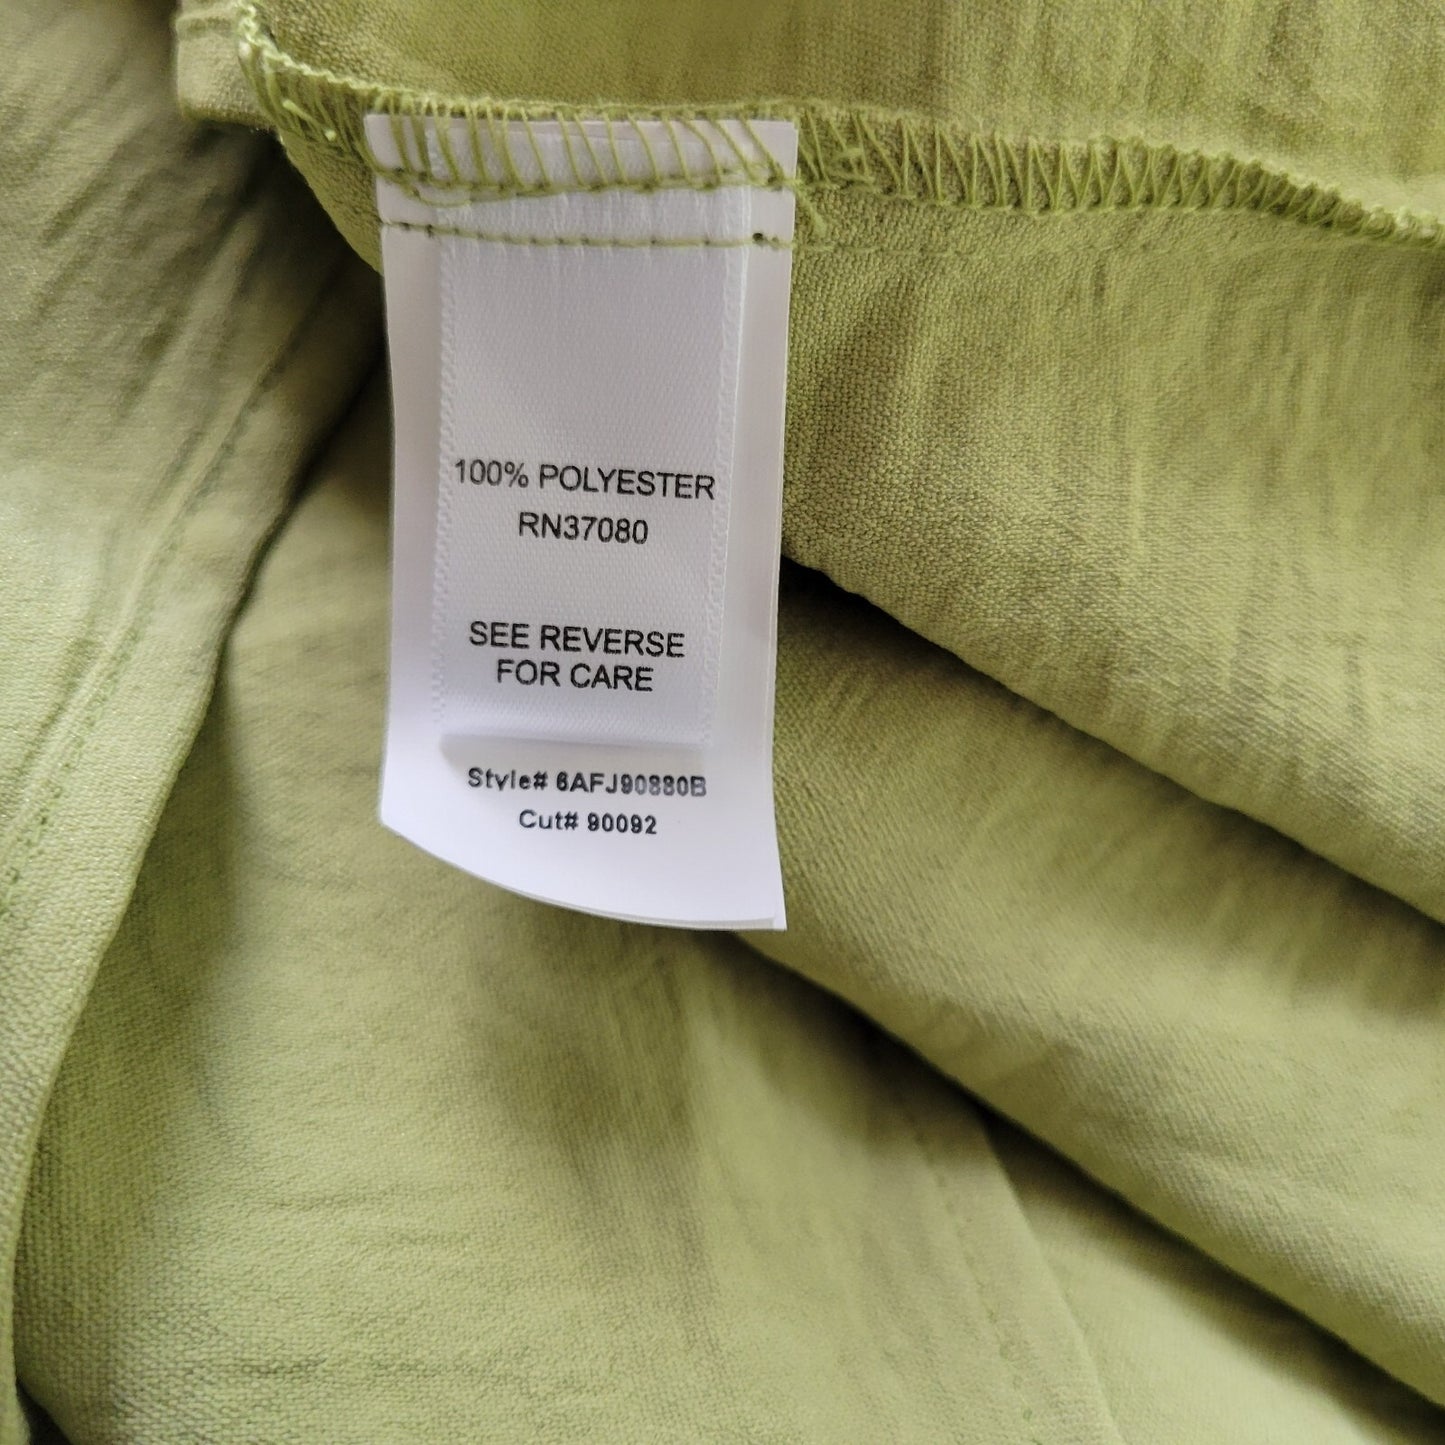 100% POLYESTER
RN37080
SEE REVERSE
FOR CARE
Style# 6AFJ90880B
Cut# 90092